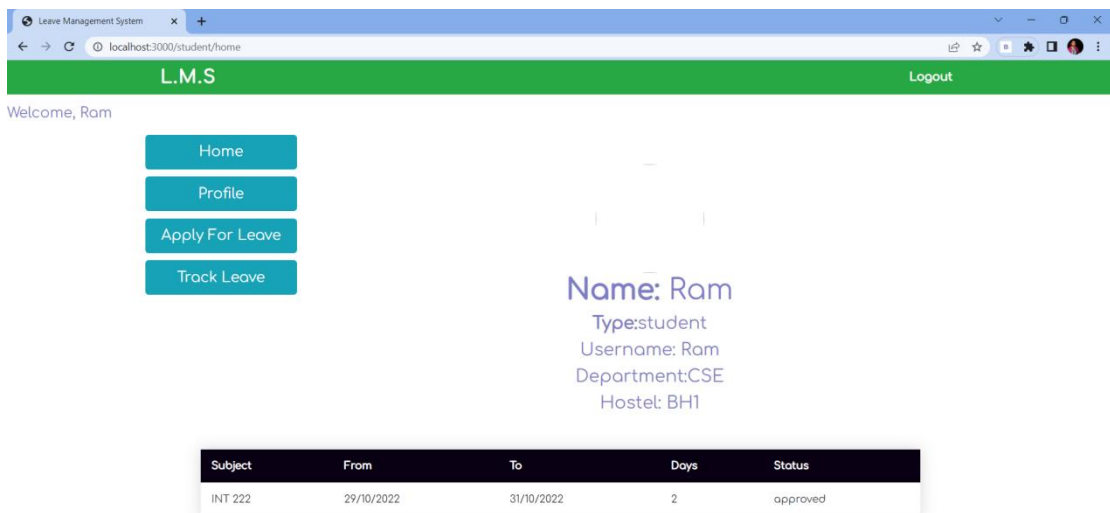 Leave Management System
localhost:3000/student/home
L.M.S Logout
Welcome, Ram
Home
Profile
Apply For Leave
Track Leave
Name: Ram
Type:student
Username: Ram
Department:CSE
Hostel: BH1
Subject From To Days Status
INT 222 29/10/2022 31/10/2022 2 approved